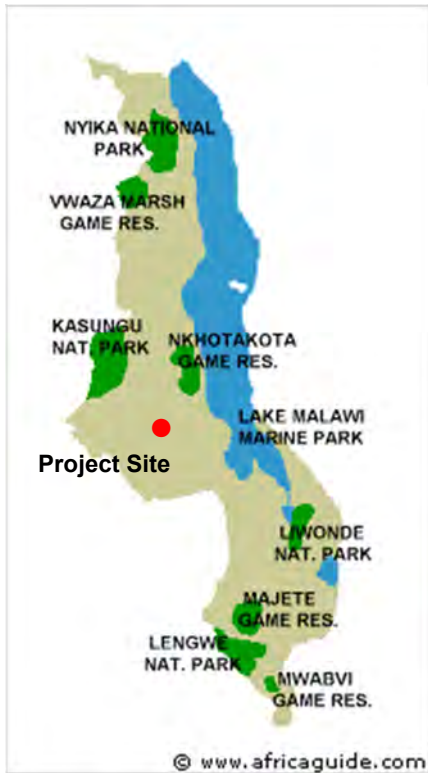 NYIKA NATIONAL
PARK
VWAZA MARSH
GAME RES.
KASUNGU
NAT. PARK
NKHOTAKOTA
GAME RES.
LAKE MALAWI
MARINE PARK
Project Site
LIWONDE
NAT. PARK
MAJETE
GAME RES.
LENGWE
NAT. PARK
MWABVI
GAME RES.
© www.africaguide.com